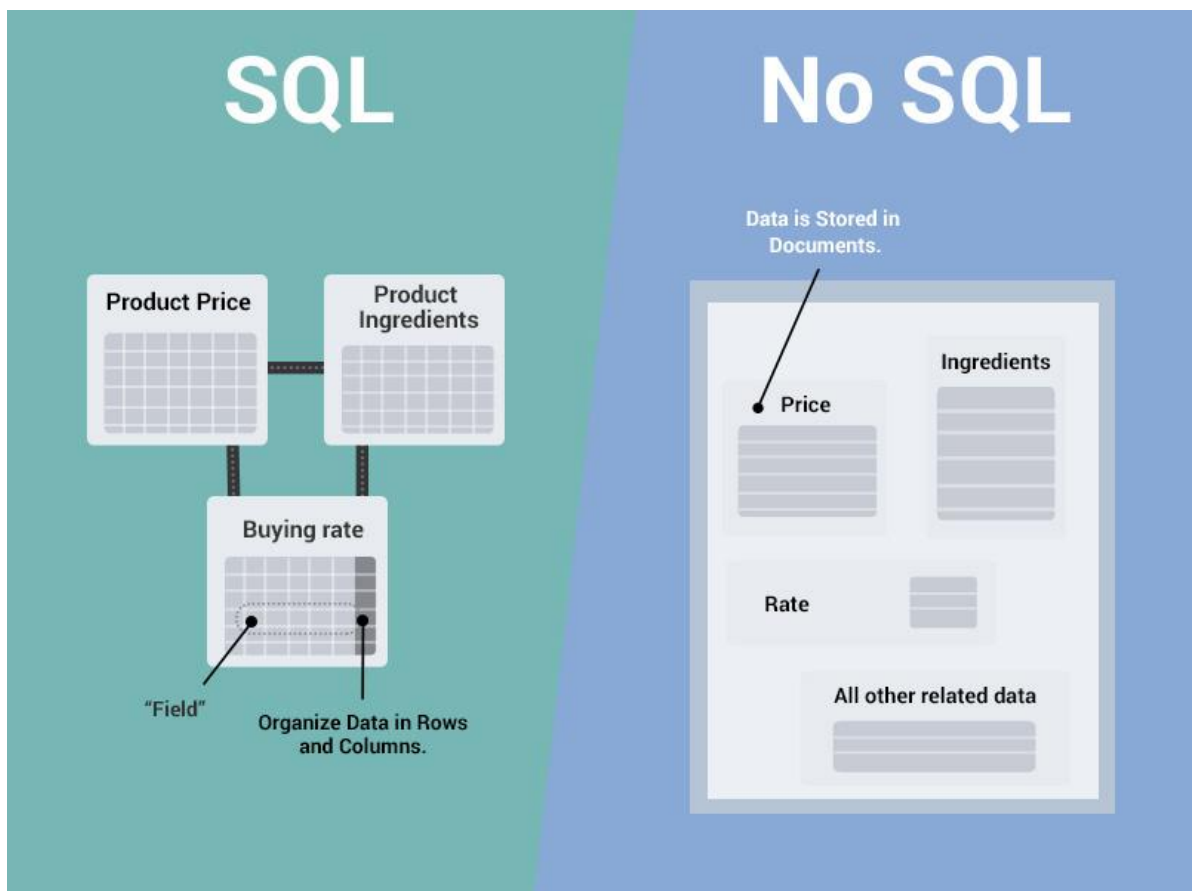 SQL
Product Price
Product
Ingredients
Buying rate
“Field”
Organize Data in Rows
and Columns.
No SQL
Data is Stored in
Documents.
Price
Ingredients
Rate
All other related data